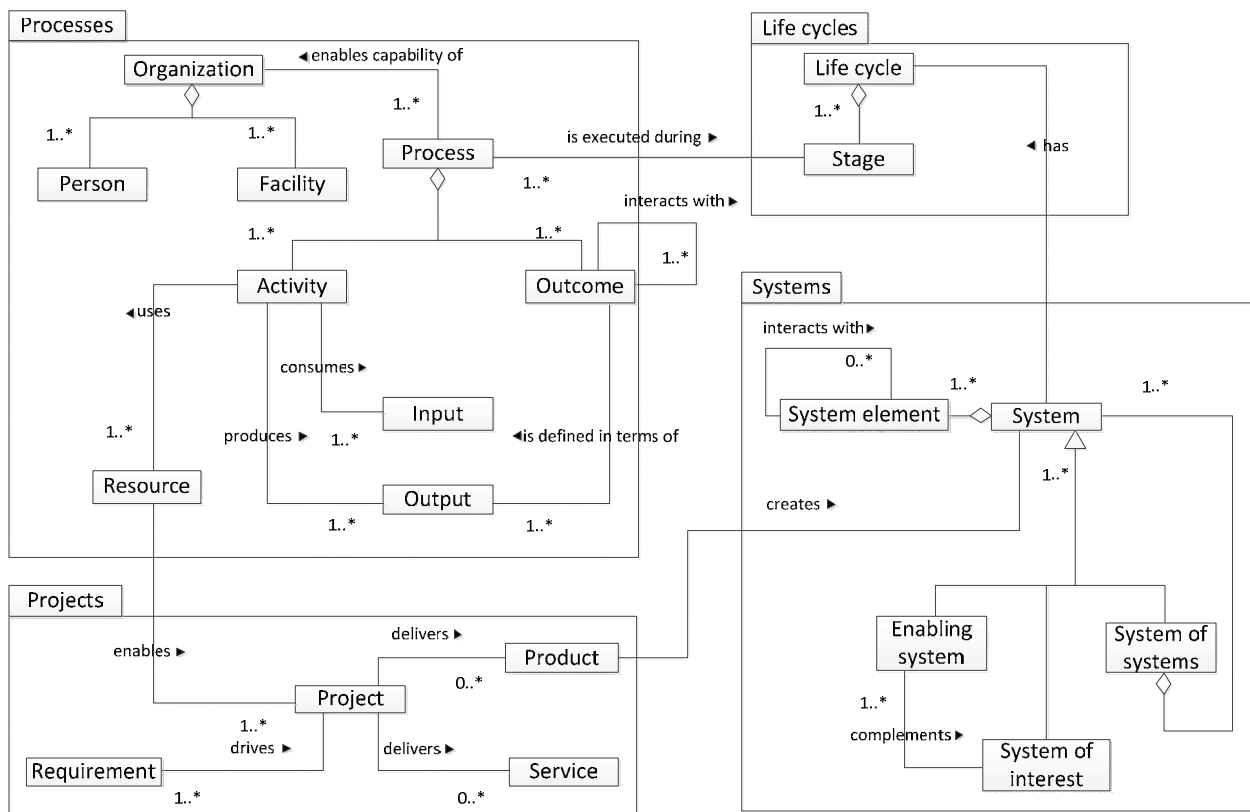 Processes
◄ enables capability of
Organization
1..*
1..*
1..*
Process
Person
Facility
1..*
1..*
1..*
Activity
Outcome
interacts with ►
1..*
◄ uses
consumes ►
Input
1..*
produces ►
◄ is defined in terms of
1..*
Resource
Output
1..*
1..*
is executed during ►
Life cycles
Life cycle
1..*
Stage
◄ has
Systems
interacts with ►
0..*
1..*
1..*
System element
System
1..*
creates ►
Enabling
system
System of
systems
1..*
complements ►
System of
interest
Projects
enables ►
delivers ►
Product
0..*
Project
1..*
drives ►
delivers ►
Requirement
Service
1..*
0..*